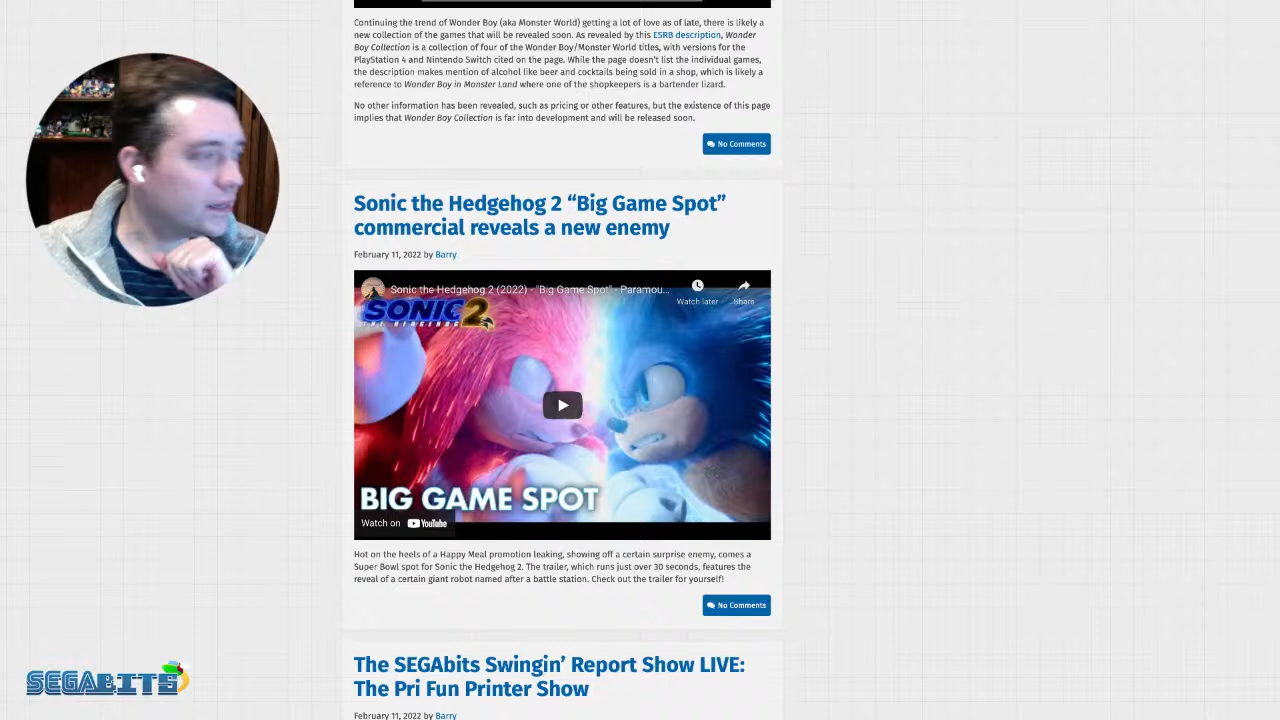 Continuing the trend of Wonder Boy (aka Monster World) getting a lot of love as of late, there is likely a
new collection of the games that will be revealed soon. As revealed by this ESRB description, Wonder
Boy Collection is a collection of four of the Wonder Boy/Monster World titles, with versions for the
PlayStation 4 and Nintendo Switch cited on the page. While the page doesn't list the individual games,
the description makes mention of alcohol like beer and cocktails being sold in a shop, which is likely a
reference to Wonder Boy in Monster Land where one of the shopkeepers is a bartender lizard.
No other information has been revealed, such as pricing or other features, but the existence of this page
implies that Wonder Boy Collection is far into development and will be released soon.
No Comments
Sonic the Hedgehog 2 “Big Game Spot”
commercial reveals a new enemy
February 11, 2022 by Barry
Sonic the Hedgehog 2 (2022) - "Big Game Spot" - Paramou...
Watch later
Share
SONIC 2
THE HEDGEHOG
BIG GAME SPOT
Watch on YouTube
Hot on the heels of a Happy Meal promotion leaking, showing off a certain surprise enemy, comes a
Super Bowl spot for Sonic the Hedgehog 2. The trailer, which runs just over 30 seconds, features the
reveal of a certain giant robot named after a battle station. Check out the trailer for yourself!
No Comments
SEGABITS
The SEGAbits Swingin’ Report Show LIVE:
The Pri Fun Printer Show
February 11, 2022 by Barry